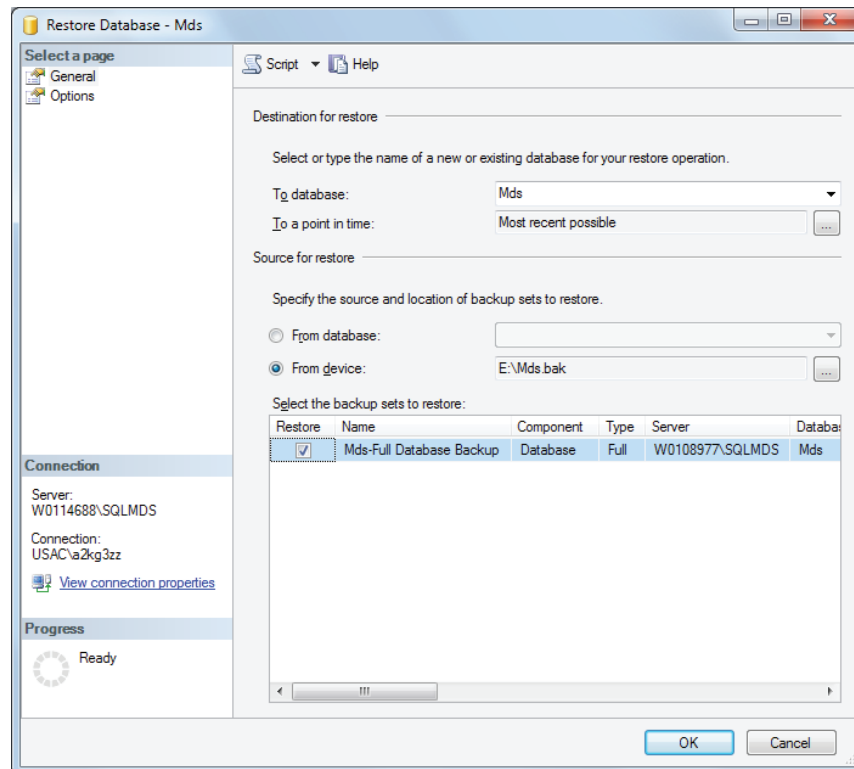 Restore Database - Mds
Select a page
General
Options
Script Help
Destination for restore
Select or type the name of a new or existing database for your restore operation.
To database: Mds
To a point in time: Most recent possible ...
Source for restore
Specify the source and location of backup sets to restore.
From database:
From device: E:\Mds.bak ...
Select the backup sets to restore:
Restore Name Component Type Server Databa
Mds-Full Database Backup Database Full W0108977\SQLMDS Mds
Connection
Server:
W0114688\SQLMDS
Connection:
USAC\a2kg3zz
View connection properties
Progress
Ready
OK Cancel